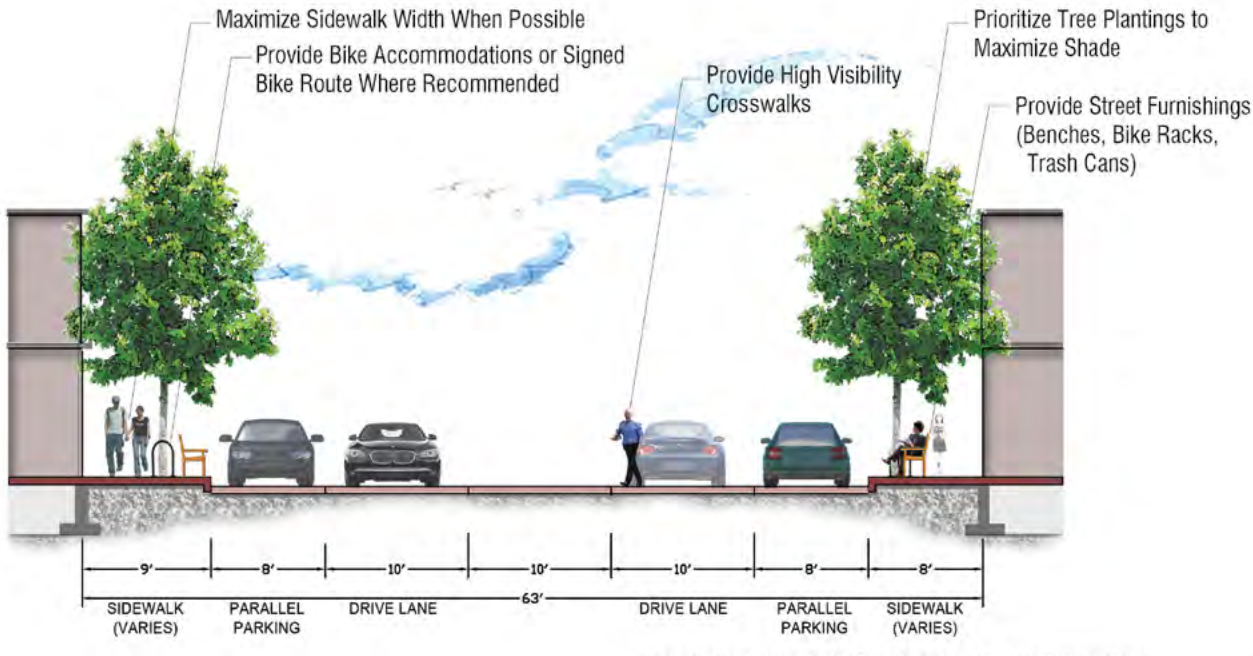 Maximize Sidewalk Width When Possible
Provide Bike Accommodations or Signed
Bike Route Where Recommended
Provide High Visibility
Crosswalks
Prioritize Tree Plantings to
Maximize Shade
Provide Street Furnishings
(Benches, Bike Racks,
Trash Cans)
9' 8' 10' 10' 10' 8' 8'
63'
SIDEWALK
(VARIES)
PARALLEL
PARKING
DRIVE LANE
DRIVE LANE
PARALLEL
PARKING
SIDEWALK
(VARIES)